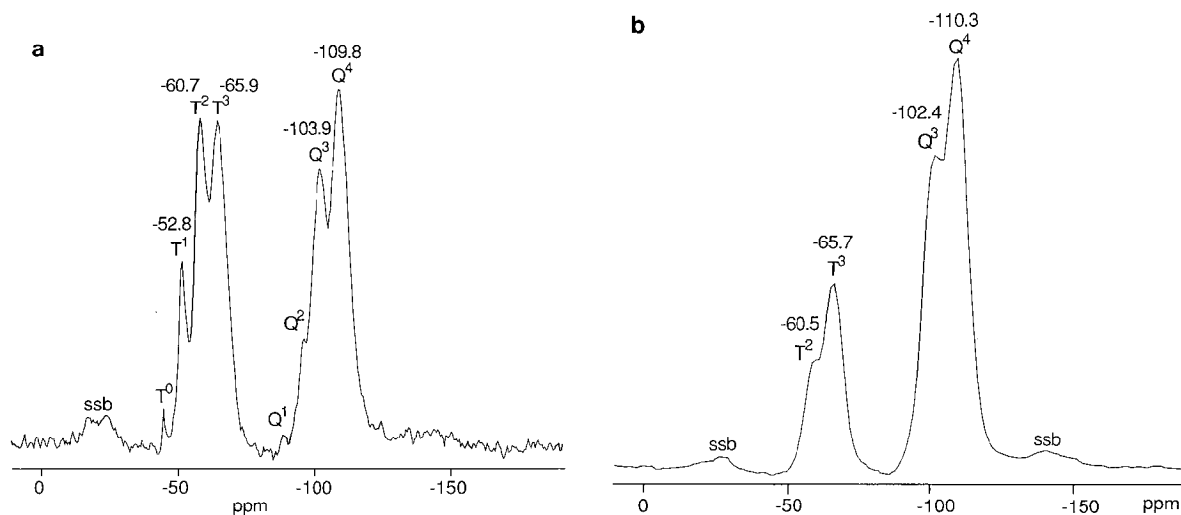 a
-109.8
Q⁴
-60.7 -65.9
T² T³
-103.9
Q³
-52.8
T¹
Q²
T⁰
ssb
Q¹
0 -50 -100 -150
ppm
b
-110.3
Q⁴
-102.4
Q³
-65.7
T³
-60.5
T²
ssb
ssb
0 -50 -100 -150 ppm